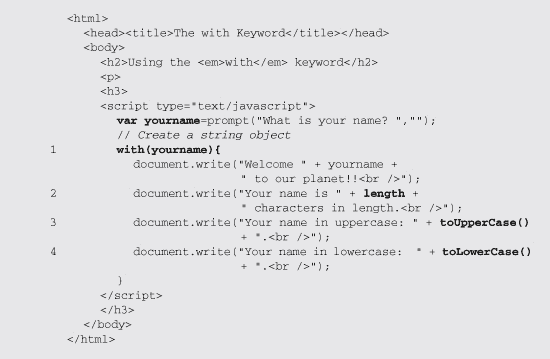 <html>
<head><title>The with Keyword</title></head>
<body>
<h2>Using the <em>with</em> keyword</h2>
<p>
<h3>
<script type="text/javascript">
var yourname=prompt("What is your name? ","");
// Create a string object
1 with(yourname){
document.write("Welcome " + yourname +
" to our planet!!<br />");
2 document.write("Your name is " + length +
" characters in length.<br />");
3 document.write("Your name in uppercase: " + toUpperCase()
+ ".<br />");
4 document.write("Your name in lowercase:  " + toLowerCase()
+ ".<br />");
}
</script>
</h3>
</body>
</html>